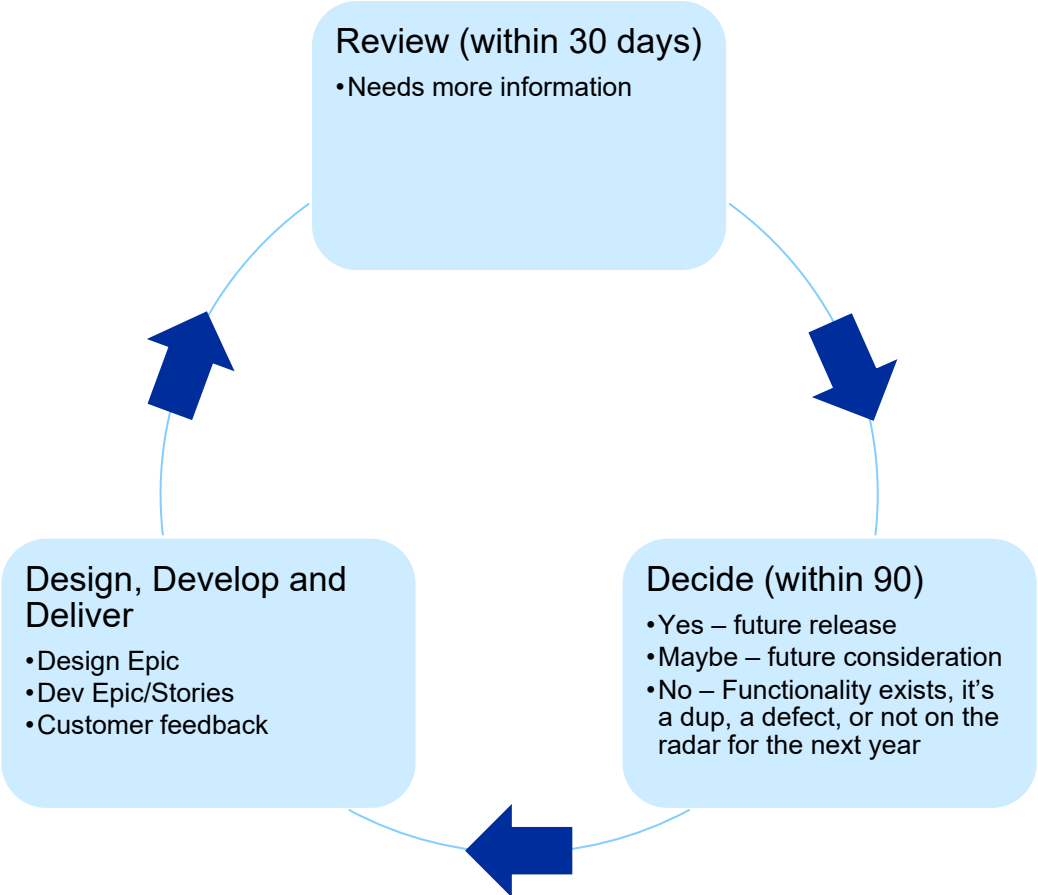 Review (within 30 days)
•Needs more information
Decide (within 90)
•Yes – future release
•Maybe – future consideration
•No – Functionality exists, it’s
a dup, a defect, or not on the
radar for the next year
Design, Develop and
Deliver
•Design Epic
•Dev Epic/Stories
•Customer feedback